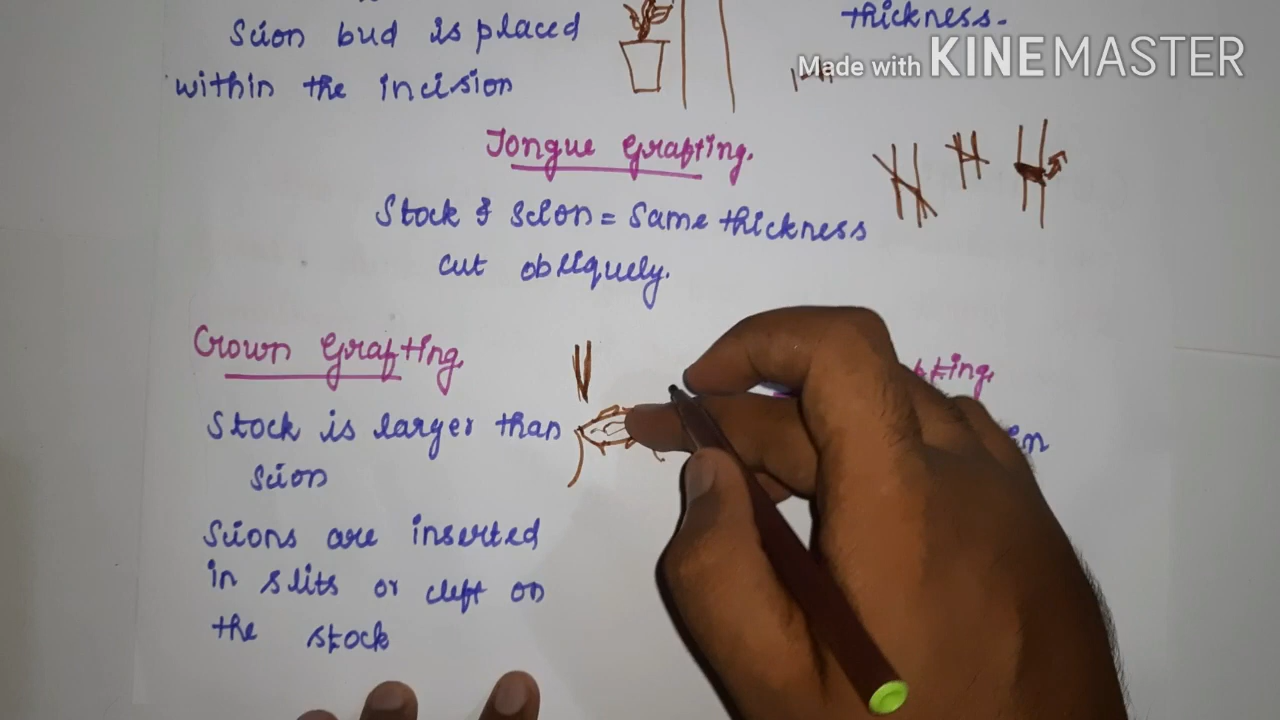 Scion bud is placed
within the incision
thickness.
Made with KINEMASTER
Tongue Grafting.
Stock & Scion = Same thickness
cut obliquely.
Crown Grafting.
Stock is larger than
Scion
Scions are inserted
in slits or cleft on
the stock